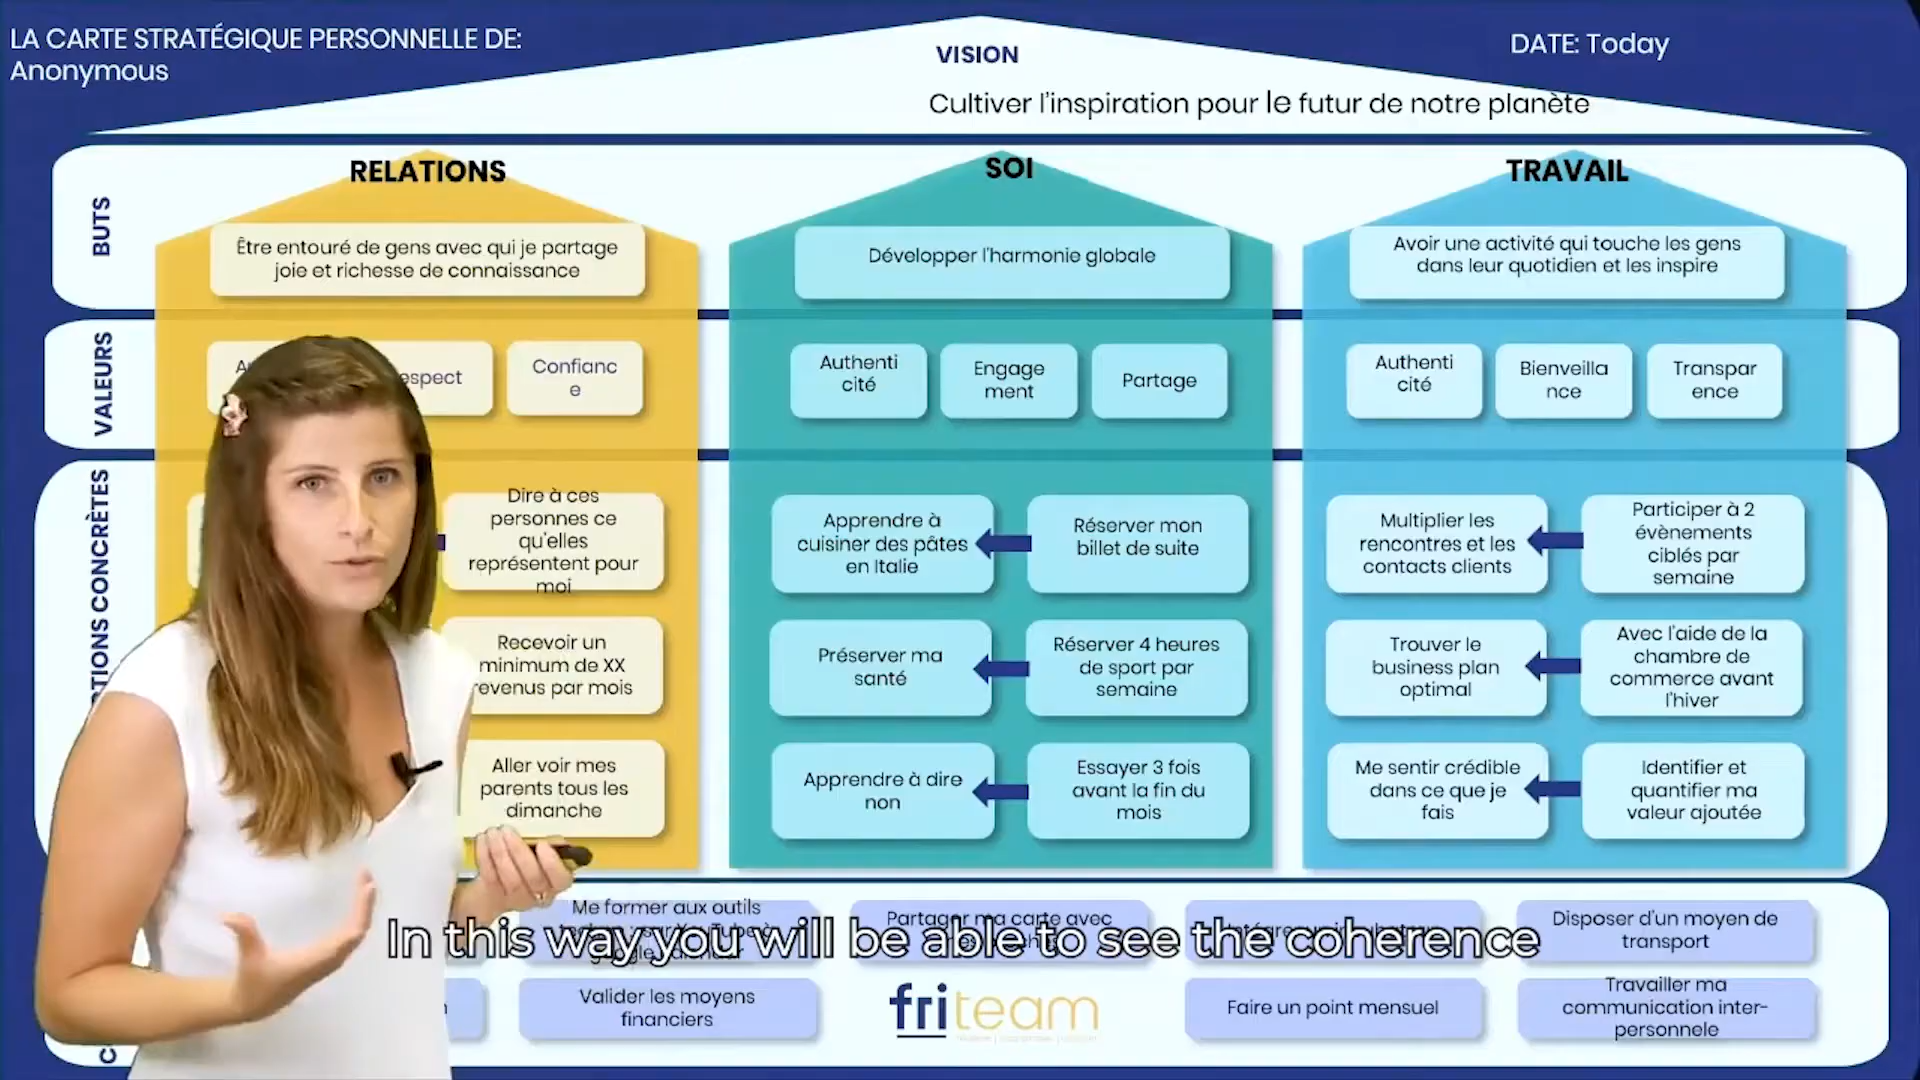 LA CARTE STRATÉGIQUE PERSONNELLE DE:
Anonymous
DATE: Today
VISION
Cultiver l'inspiration pour le futur de notre planète
RELATIONS
SOI
TRAVAIL
BUTS
Être entouré de gens avec qui je partage
joie et richesse de connaissance
Développer l'harmonie globale
Avoir une activité qui touche les gens
dans leur quotidien et les inspire
VALEURS
Confianc
e
Authenti
cité
Engage
ment
Partage
Authenti
cité
Bienveilla
nce
Transpar
ence
CONCRÈTES
Dire à ces
personnes ce
qu'elles
représentent pour
moi
Apprendre à
cuisiner des pâtes
en Italie
Réserver mon
billet de suite
Multiplier les
rencontres et les
contacts clients
Participer à 2
évènements
ciblés par
semaine
Recevoir un
minimum de XX
revenus par mois
Préserver ma
santé
Réserver 4 heures
de sport par
semaine
Trouver le
business plan
optimal
Avec l'aide de la
chambre de
commerce avant
l'hiver
Aller voir mes
parents tous les
dimanche
Apprendre à dire
non
Essayer 3 fois
avant la fin du
mois
Me sentir crédible
dans ce que je
fais
Identifier et
quantifier ma
valeur ajoutée
Me former aux outils
Partager ma carte avec
Disposer d'un moyen de
transport
In this way you will be able to see the coherence
Valider les moyens
financiers
friteam
Faire un point mensuel
Travailler ma
communication inter-
personnele